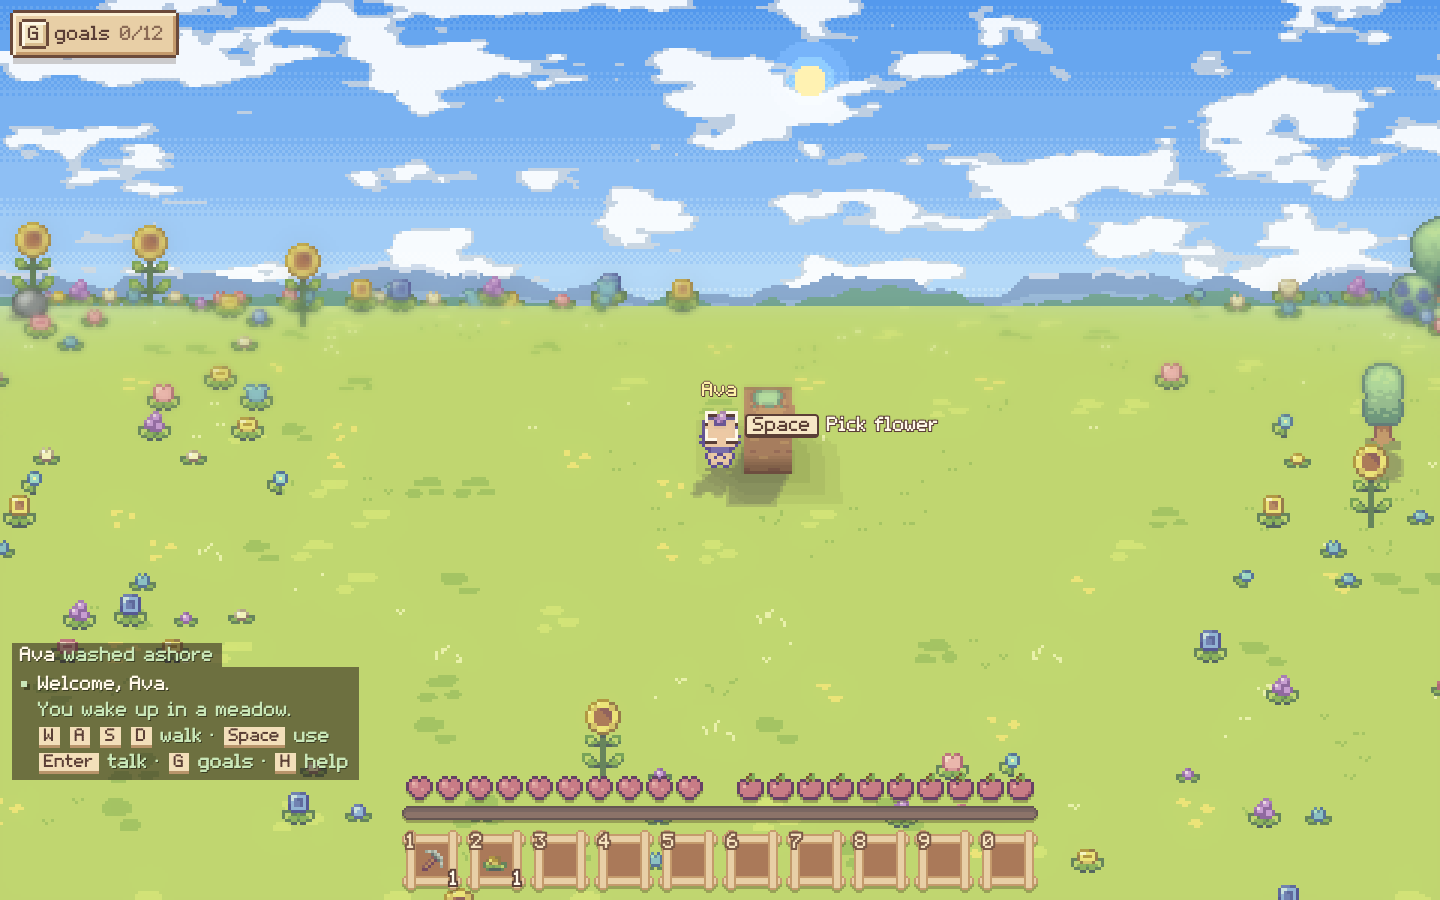 G goals 0/12
Ava
Space Pick flower
Ava washed ashore
Welcome, Ava.
You wake up in a meadow.
W A S D walk · Space use
Enter talk · G goals · H help
1 2 3 4 5 6 7 8 9 0
1 1